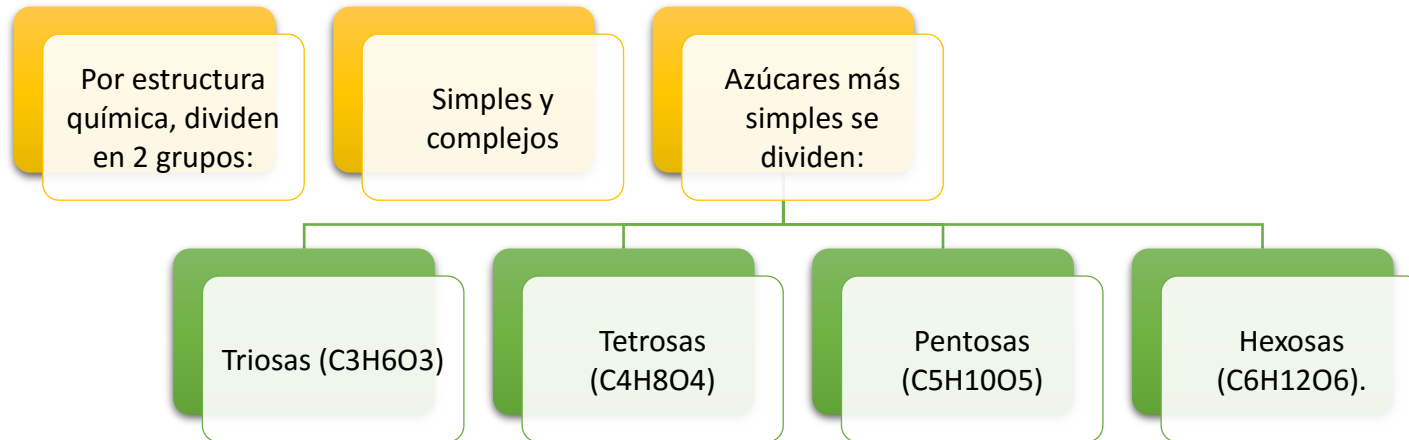 Por estructura
química, dividen
en 2 grupos:
Simples y
complejos
Azúcares más
simples se
dividen:
Triosas (C3H6O3)
Tetrosas
(C4H8O4)
Pentosas
(C5H10O5)
Hexosas
(C6H12O6).